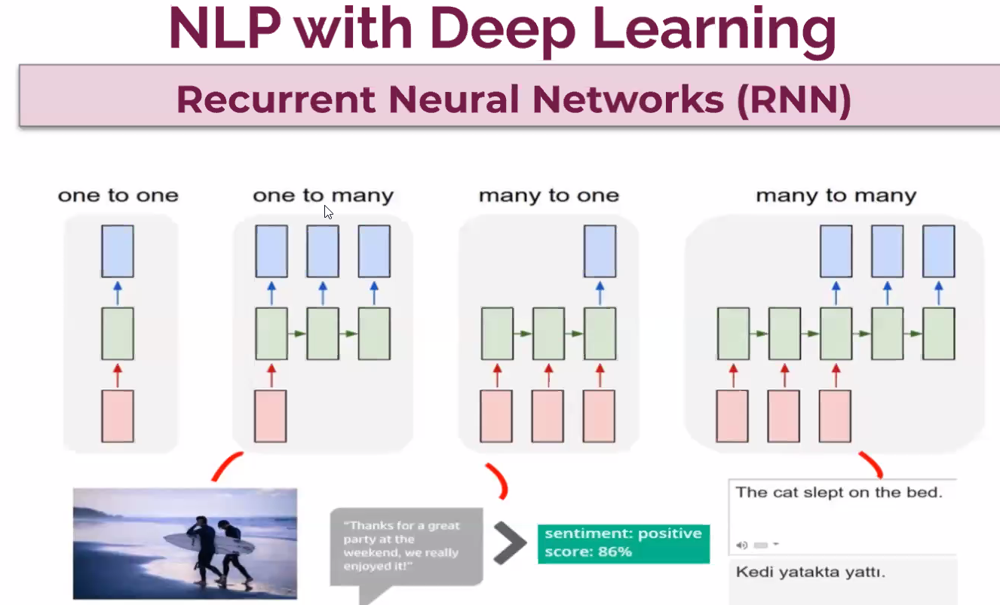 NLP with Deep Learning
Recurrent Neural Networks (RNN)
one to one
one to many
many to one
many to many
"Thanks for a great
party at the
weekend, we really
enjoyed it!"
sentiment: positive
score: 86%
The cat slept on the bed.
Kedi yatakta yattı.